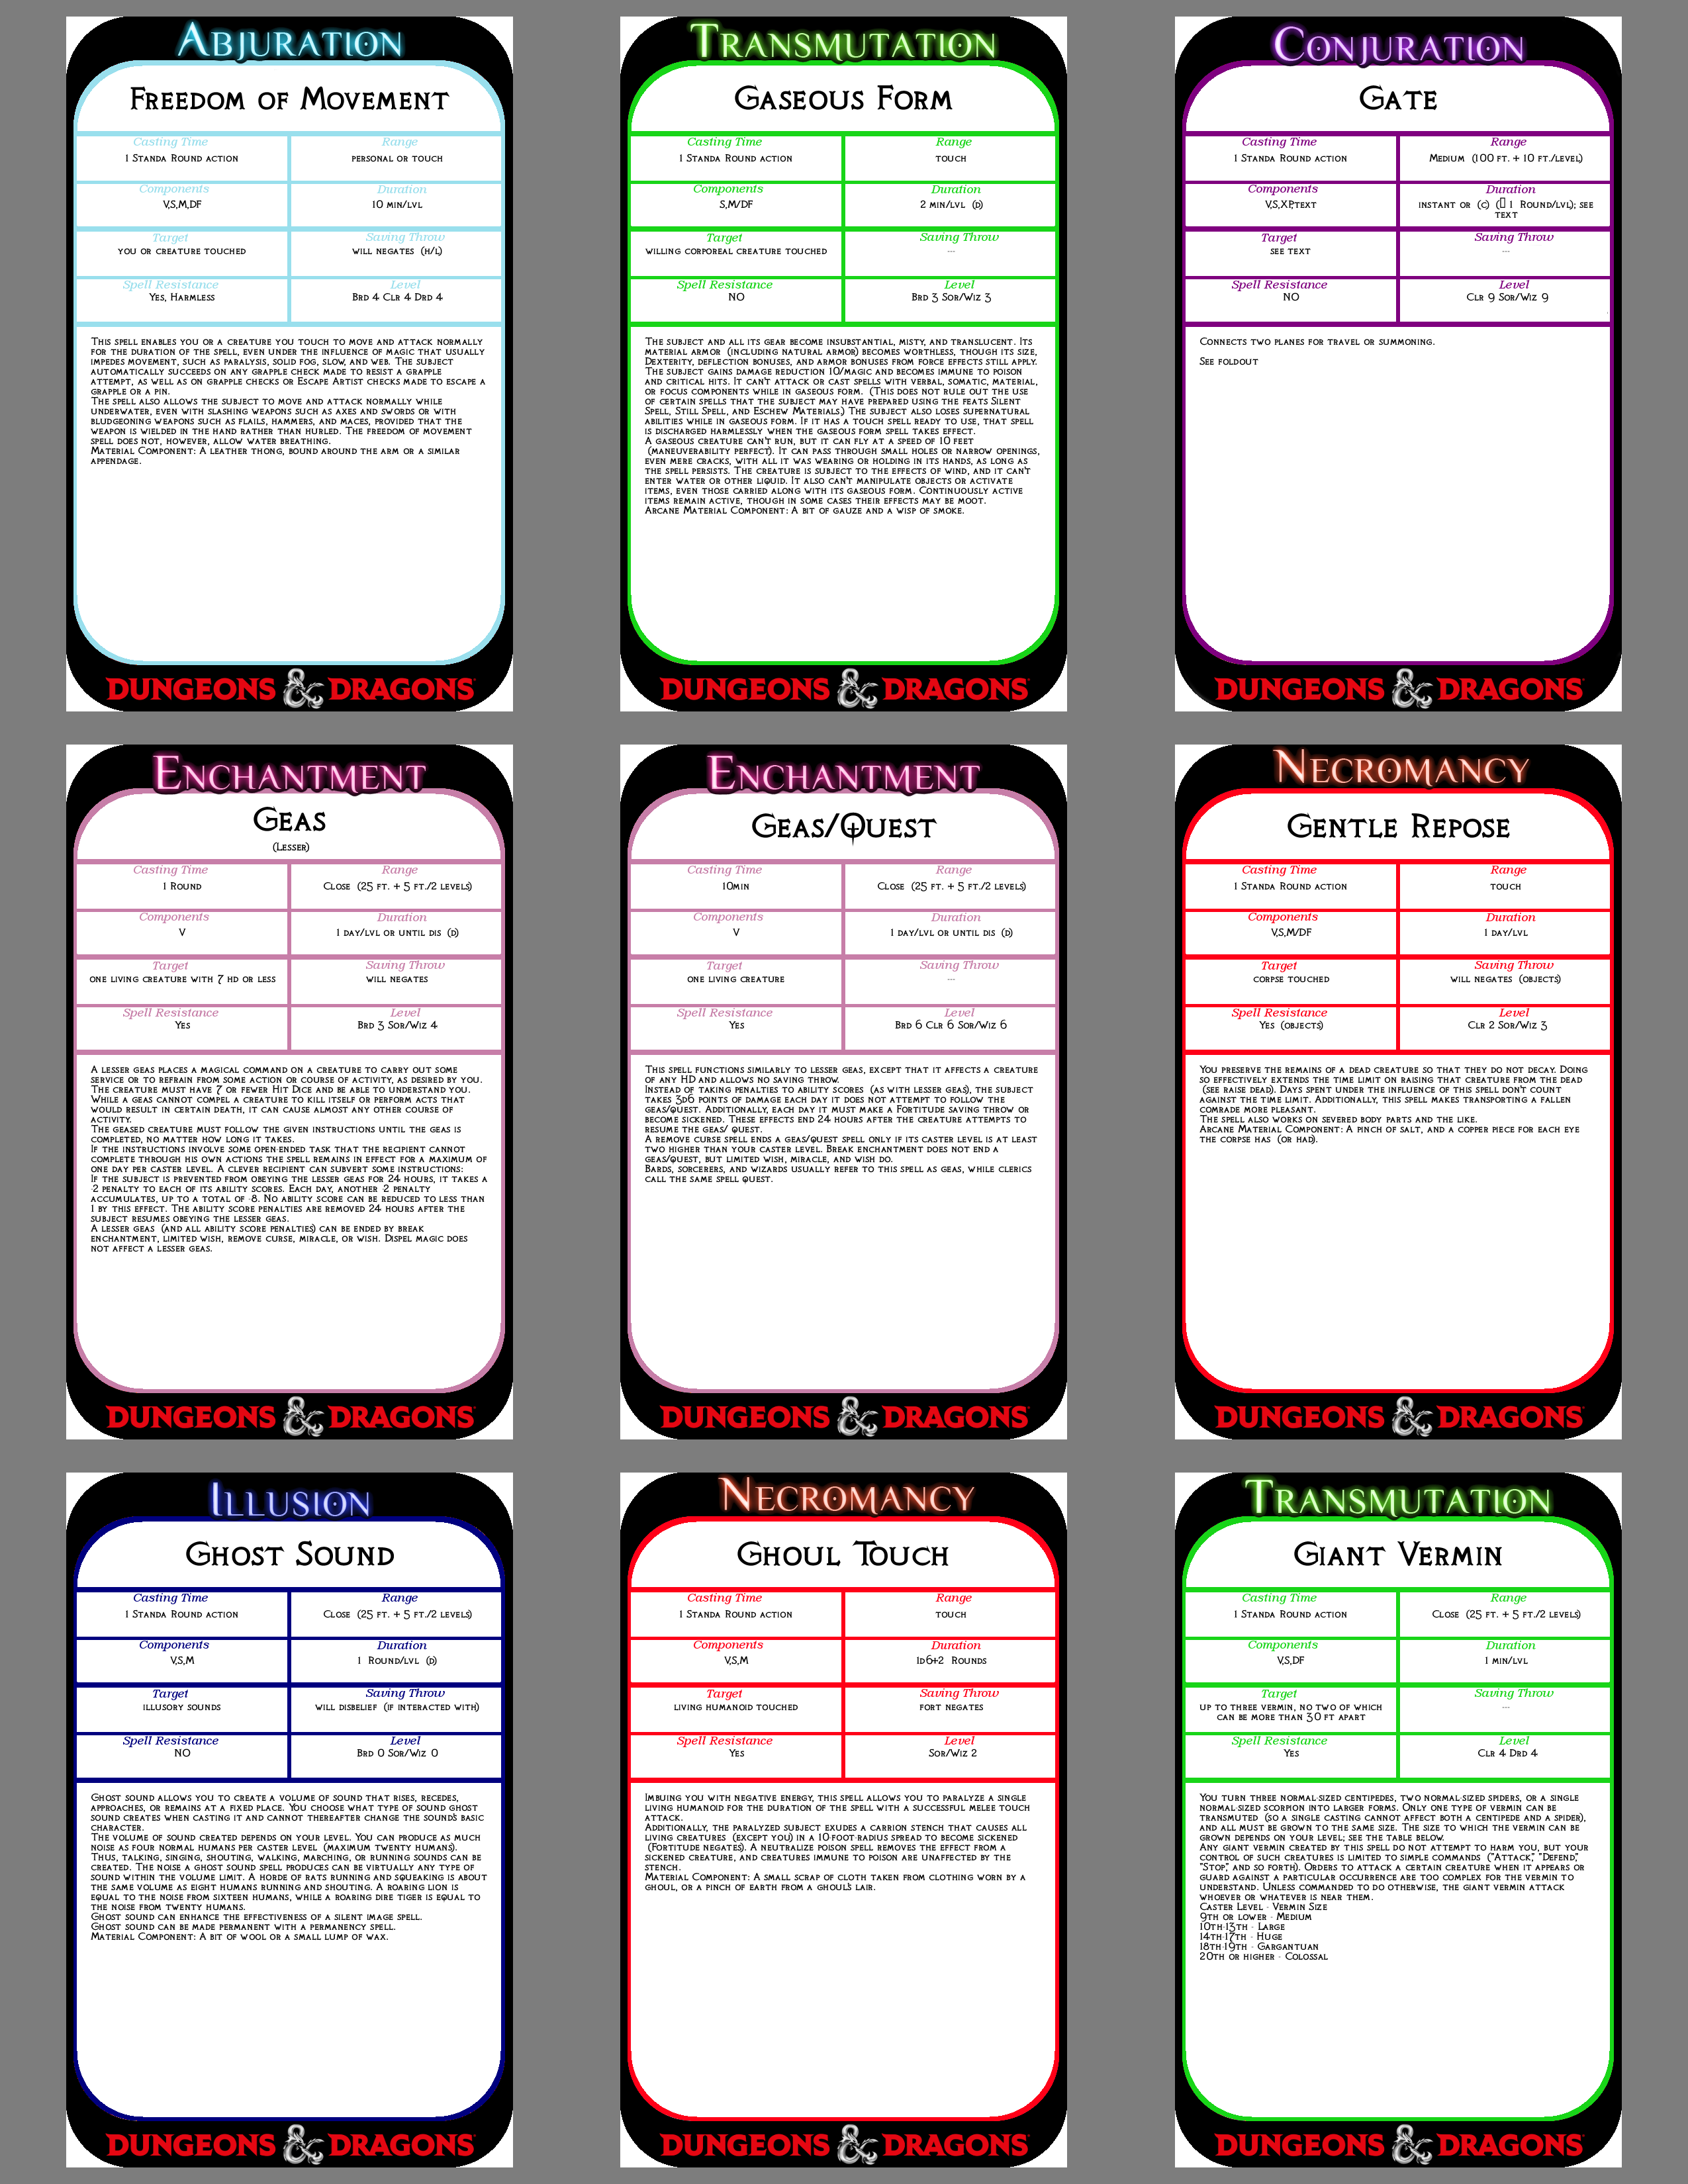 Abjuration
Freedom of Movement
Casting Time
1 Standa Round action
Range
personal or touch
Components
V,S,M,DF
Duration
10 min/lvl
Target
you or creature touched
Saving Throw
will negates (h/l)
Spell Resistance
Yes, Harmless
Level
Brd 4 Clr 4 Drd 4
This spell enables you or a creature you touch to move and attack normally
for the duration of the spell, even under the influence of magic that usually
impedes movement, such as paralysis, solid fog, slow, and web. The subject
automatically succeeds on any grapple check made to resist a grapple
attempt, as well as on grapple checks or Escape Artist checks made to escape a
grapple or a pin.
The spell also allows the subject to move and attack normally while
underwater, even with slashing weapons such as axes and swords or with
bludgeoning weapons such as flails, hammers, and maces, provided that the
weapon is wielded in the hand rather than hurled. The freedom of movement
spell does not, however, allow water breathing.
Material Component: A leather thong, bound around the arm or a similar
appendage.
DUNGEONS & DRAGONS
Transmutation
Gaseous Form
Casting Time
1 Standa Round action
Range
touch
Components
S,M/DF
Duration
2 min/lvl (d)
Target
willing corporeal creature touched
Saving Throw
---
Spell Resistance
NO
Level
Brd 3 Sor/Wiz 3
The subject and all its gear become insubstantial, misty, and translucent. Its
material armor (including natural armor) becomes worthless, though its size,
Dexterity, deflection bonuses, and armor bonuses from force effects still apply.
The subject gains damage reduction 10/magic and becomes immune to poison
and critical hits. It can't attack or cast spells with verbal, somatic, material,
or focus components while in gaseous form. (This does not rule out the use
of certain spells that the subject may have prepared using the feats Silent
Spell, Still Spell, and Eschew Materials.) The subject also loses supernatural
abilities while in gaseous form. If it has a touch spell ready to use, that spell
is discharged harmlessly when the gaseous form spell takes effect.
A gaseous creature can't run, but it can fly at a speed of 10 feet
(maneuverability perfect). It can pass through small holes or narrow openings,
even mere cracks, with all it was wearing or holding in its hands, as long as
the spell persists. The creature is subject to the effects of wind, and it can't
enter water or other liquid. It also can't manipulate objects or activate
items, even those carried along with its gaseous form. Continuously active
items remain active, though in some cases their effects may be moot.
Arcane Material Component: A bit of gauze and a wisp of smoke.
DUNGEONS & DRAGONS
Conjuration
Gate
Casting Time
1 Standa Round action
Range
Medium (100 ft. + 10 ft./level)
Components
V,S,XP,text
Duration
instant or (c) (▯ 1 Round/lvl); see
text
Target
see text
Saving Throw
---
Spell Resistance
NO
Level
Clr 9 Sor/Wiz 9
Connects two planes for travel or summoning.
See foldout
DUNGEONS & DRAGONS
Enchantment
Geas
(Lesser)
Casting Time
1 Round
Range
Close (25 ft. + 5 ft./2 levels)
Components
V
Duration
1 day/lvl or until dis (d)
Target
one living creature with 7 hd or less
Saving Throw
will negates
Spell Resistance
Yes
Level
Brd 3 Sor/Wiz 4
A lesser geas places a magical command on a creature to carry out some
service or to refrain from some action or course of activity, as desired by you.
The creature must have 7 or fewer Hit Dice and be able to understand you.
While a geas cannot compel a creature to kill itself or perform acts that
would result in certain death, it can cause almost any other course of
activity.
The geased creature must follow the given instructions until the geas is
completed, no matter how long it takes.
If the instructions involve some open-ended task that the recipient cannot
complete through his own actions the spell remains in effect for a maximum of
one day per caster level. A clever recipient can subvert some instructions:
If the subject is prevented from obeying the lesser geas for 24 hours, it takes a
-2 penalty to each of its ability scores. Each day, another -2 penalty
accumulates, up to a total of -8. No ability score can be reduced to less than
1 by this effect. The ability score penalties are removed 24 hours after the
subject resumes obeying the lesser geas.
A lesser geas (and all ability score penalties) can be ended by break
enchantment, limited wish, remove curse, miracle, or wish. Dispel magic does
not affect a lesser geas.
DUNGEONS & DRAGONS
Enchantment
Geas/Quest
Casting Time
10min
Range
Close (25 ft. + 5 ft./2 levels)
Components
V
Duration
1 day/lvl or until dis (d)
Target
one living creature
Saving Throw
---
Spell Resistance
Yes
Level
Brd 6 Clr 6 Sor/Wiz 6
This spell functions similarly to lesser geas, except that it affects a creature
of any HD and allows no saving throw.
Instead of taking penalties to ability scores (as with lesser geas), the subject
takes 3d6 points of damage each day it does not attempt to follow the
geas/quest. Additionally, each day it must make a Fortitude saving throw or
become sickened. These effects end 24 hours after the creature attempts to
resume the geas/ quest.
A remove curse spell ends a geas/quest spell only if its caster level is at least
two higher than your caster level. Break enchantment does not end a
geas/quest, but limited wish, miracle, and wish do.
Bards, sorcerers, and wizards usually refer to this spell as geas, while clerics
call the same spell quest.
DUNGEONS & DRAGONS
Necromancy
Gentle Repose
Casting Time
1 Standa Round action
Range
touch
Components
V,S,M/DF
Duration
1 day/lvl
Target
corpse touched
Saving Throw
will negates (objects)
Spell Resistance
Yes (objects)
Level
Clr 2 Sor/Wiz 3
You preserve the remains of a dead creature so that they do not decay. Doing
so effectively extends the time limit on raising that creature from the dead
(see raise dead). Days spent under the influence of this spell don't count
against the time limit. Additionally, this spell makes transporting a fallen
comrade more pleasant.
The spell also works on severed body parts and the like.
Arcane Material Component: A pinch of salt, and a copper piece for each eye
the corpse has (or had).
DUNGEONS & DRAGONS
Illusion
Ghost Sound
Casting Time
1 Standa Round action
Range
Close (25 ft. + 5 ft./2 levels)
Components
V,S,M
Duration
1 Round/lvl (d)
Target
illusory sounds
Saving Throw
will disbelief (if interacted with)
Spell Resistance
NO
Level
Brd 0 Sor/Wiz 0
Ghost sound allows you to create a volume of sound that rises, recedes,
approaches, or remains at a fixed place. You choose what type of sound ghost
sound creates when casting it and cannot thereafter change the sound's basic
character.
The volume of sound created depends on your level. You can produce as much
noise as four normal humans per caster level (maximum twenty humans).
Thus, talking, singing, shouting, walking, marching, or running sounds can be
created. The noise a ghost sound spell produces can be virtually any type of
sound within the volume limit. A horde of rats running and squeaking is about
the same volume as eight humans running and shouting. A roaring lion is
equal to the noise from sixteen humans, while a roaring dire tiger is equal to
the noise from twenty humans.
Ghost sound can enhance the effectiveness of a silent image spell.
Ghost sound can be made permanent with a permanency spell.
Material Component: A bit of wool or a small lump of wax.
DUNGEONS & DRAGONS
Necromancy
Ghoul Touch
Casting Time
1 Standa Round action
Range
touch
Components
V,S,M
Duration
1d6+2 Rounds
Target
living humanoid touched
Saving Throw
fort negates
Spell Resistance
Yes
Level
Sor/Wiz 2
Imbuing you with negative energy, this spell allows you to paralyze a single
living humanoid for the duration of the spell with a successful melee touch
attack.
Additionally, the paralyzed subject exudes a carrion stench that causes all
living creatures (except you) in a 10-foot-radius spread to become sickened
(Fortitude negates). A neutralize poison spell removes the effect from a
sickened creature, and creatures immune to poison are unaffected by the
stench.
Material Component: A small scrap of cloth taken from clothing worn by a
ghoul, or a pinch of earth from a ghoul's lair.
DUNGEONS & DRAGONS
Transmutation
Giant Vermin
Casting Time
1 Standa Round action
Range
Close (25 ft. + 5 ft./2 levels)
Components
V,S,DF
Duration
1 min/lvl
Target
up to three vermin, no two of which
can be more than 30 ft apart
Saving Throw
---
Spell Resistance
Yes
Level
Clr 4 Drd 4
You turn three normal-sized centipedes, two normal-sized spiders, or a single
normal-sized scorpion into larger forms. Only one type of vermin can be
transmuted (so a single casting cannot affect both a centipede and a spider),
and all must be grown to the same size. The size to which the vermin can be
grown depends on your level; see the table below.
Any giant vermin created by this spell do not attempt to harm you, but your
control of such creatures is limited to simple commands ("Attack," "Defend,"
"Stop," and so forth). Orders to attack a certain creature when it appears or
guard against a particular occurrence are too complex for the vermin to
understand. Unless commanded to do otherwise, the giant vermin attack
whoever or whatever is near them.
Caster Level - Vermin Size
9th or lower - Medium
10th-13th - Large
14th-17th - Huge
18th-19th - Gargantuan
20th or higher - Colossal
DUNGEONS & DRAGONS